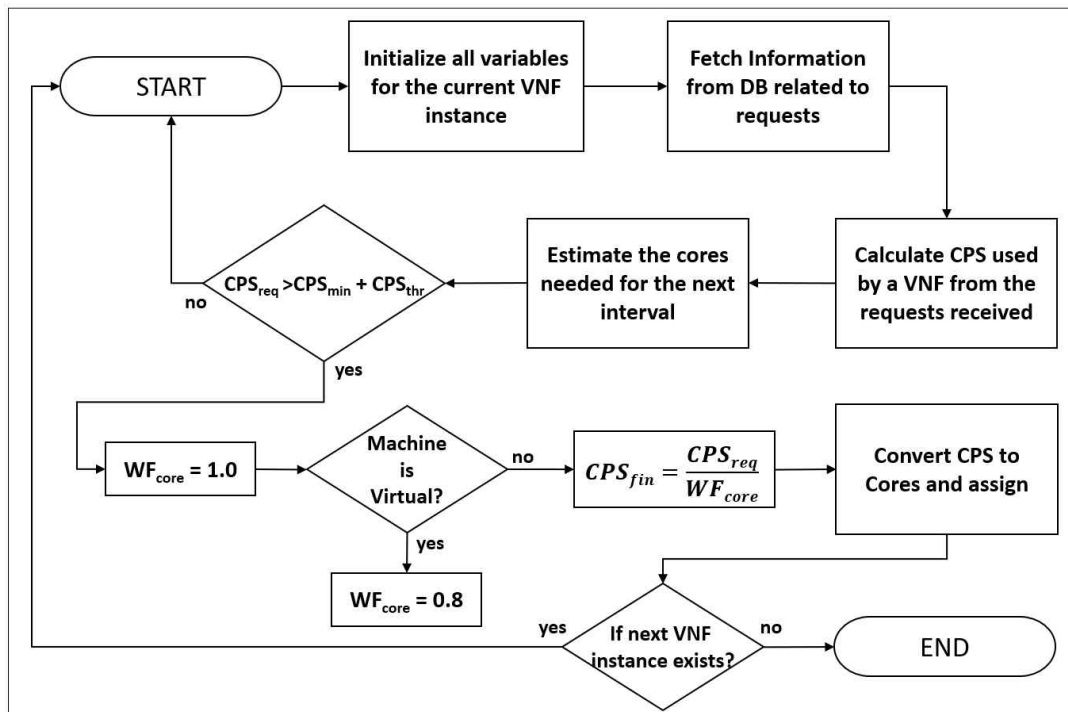 START
Initialize all variables
for the current VNF
instance
Fetch Information
from DB related to
requests
Calculate CPS used
by a VNF from the
requests received
Estimate the cores
needed for the next
interval
CPSreq >CPSmin + CPSthr
no
yes
WFcore = 1.0
Machine
is
Virtual?
no
yes
WFcore = 0.8
CPSfin = CPSreq / WFcore
Convert CPS to
Cores and assign
If next VNF
instance exists?
yes
no
END